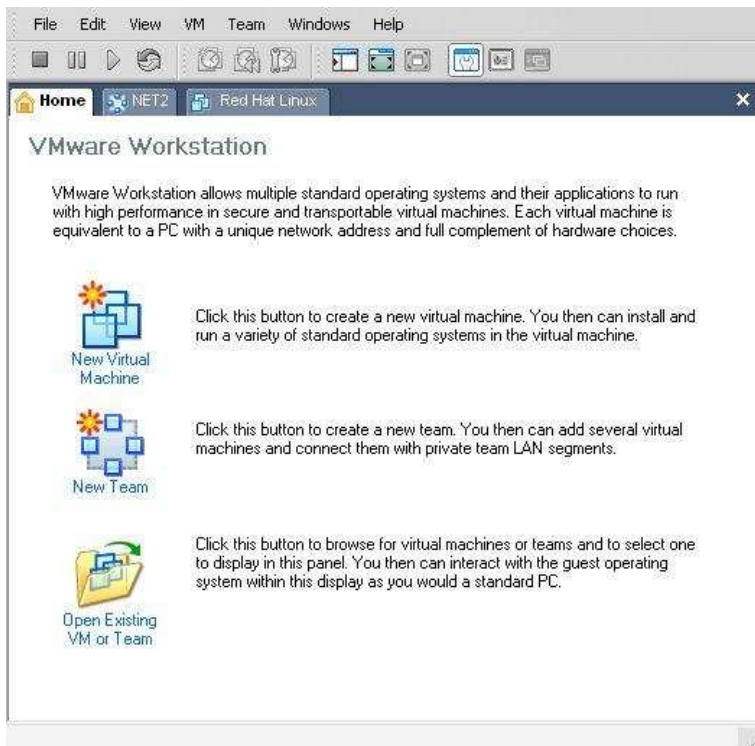 File Edit View VM Team Windows Help
Home NET2 Red Hat Linux
VMware Workstation
VMware Workstation allows multiple standard operating systems and their applications to run
with high performance in secure and transportable virtual machines. Each virtual machine is
equivalent to a PC with a unique network address and full complement of hardware choices.
New Virtual
Machine
Click this button to create a new virtual machine. You then can install and
run a variety of standard operating systems in the virtual machine.
New Team
Click this button to create a new team. You then can add several virtual
machines and connect them with private team LAN segments.
Open Existing
VM or Team
Click this button to browse for virtual machines or teams and to select one
to display in this panel. You then can interact with the guest operating
system within this display as you would a standard PC.